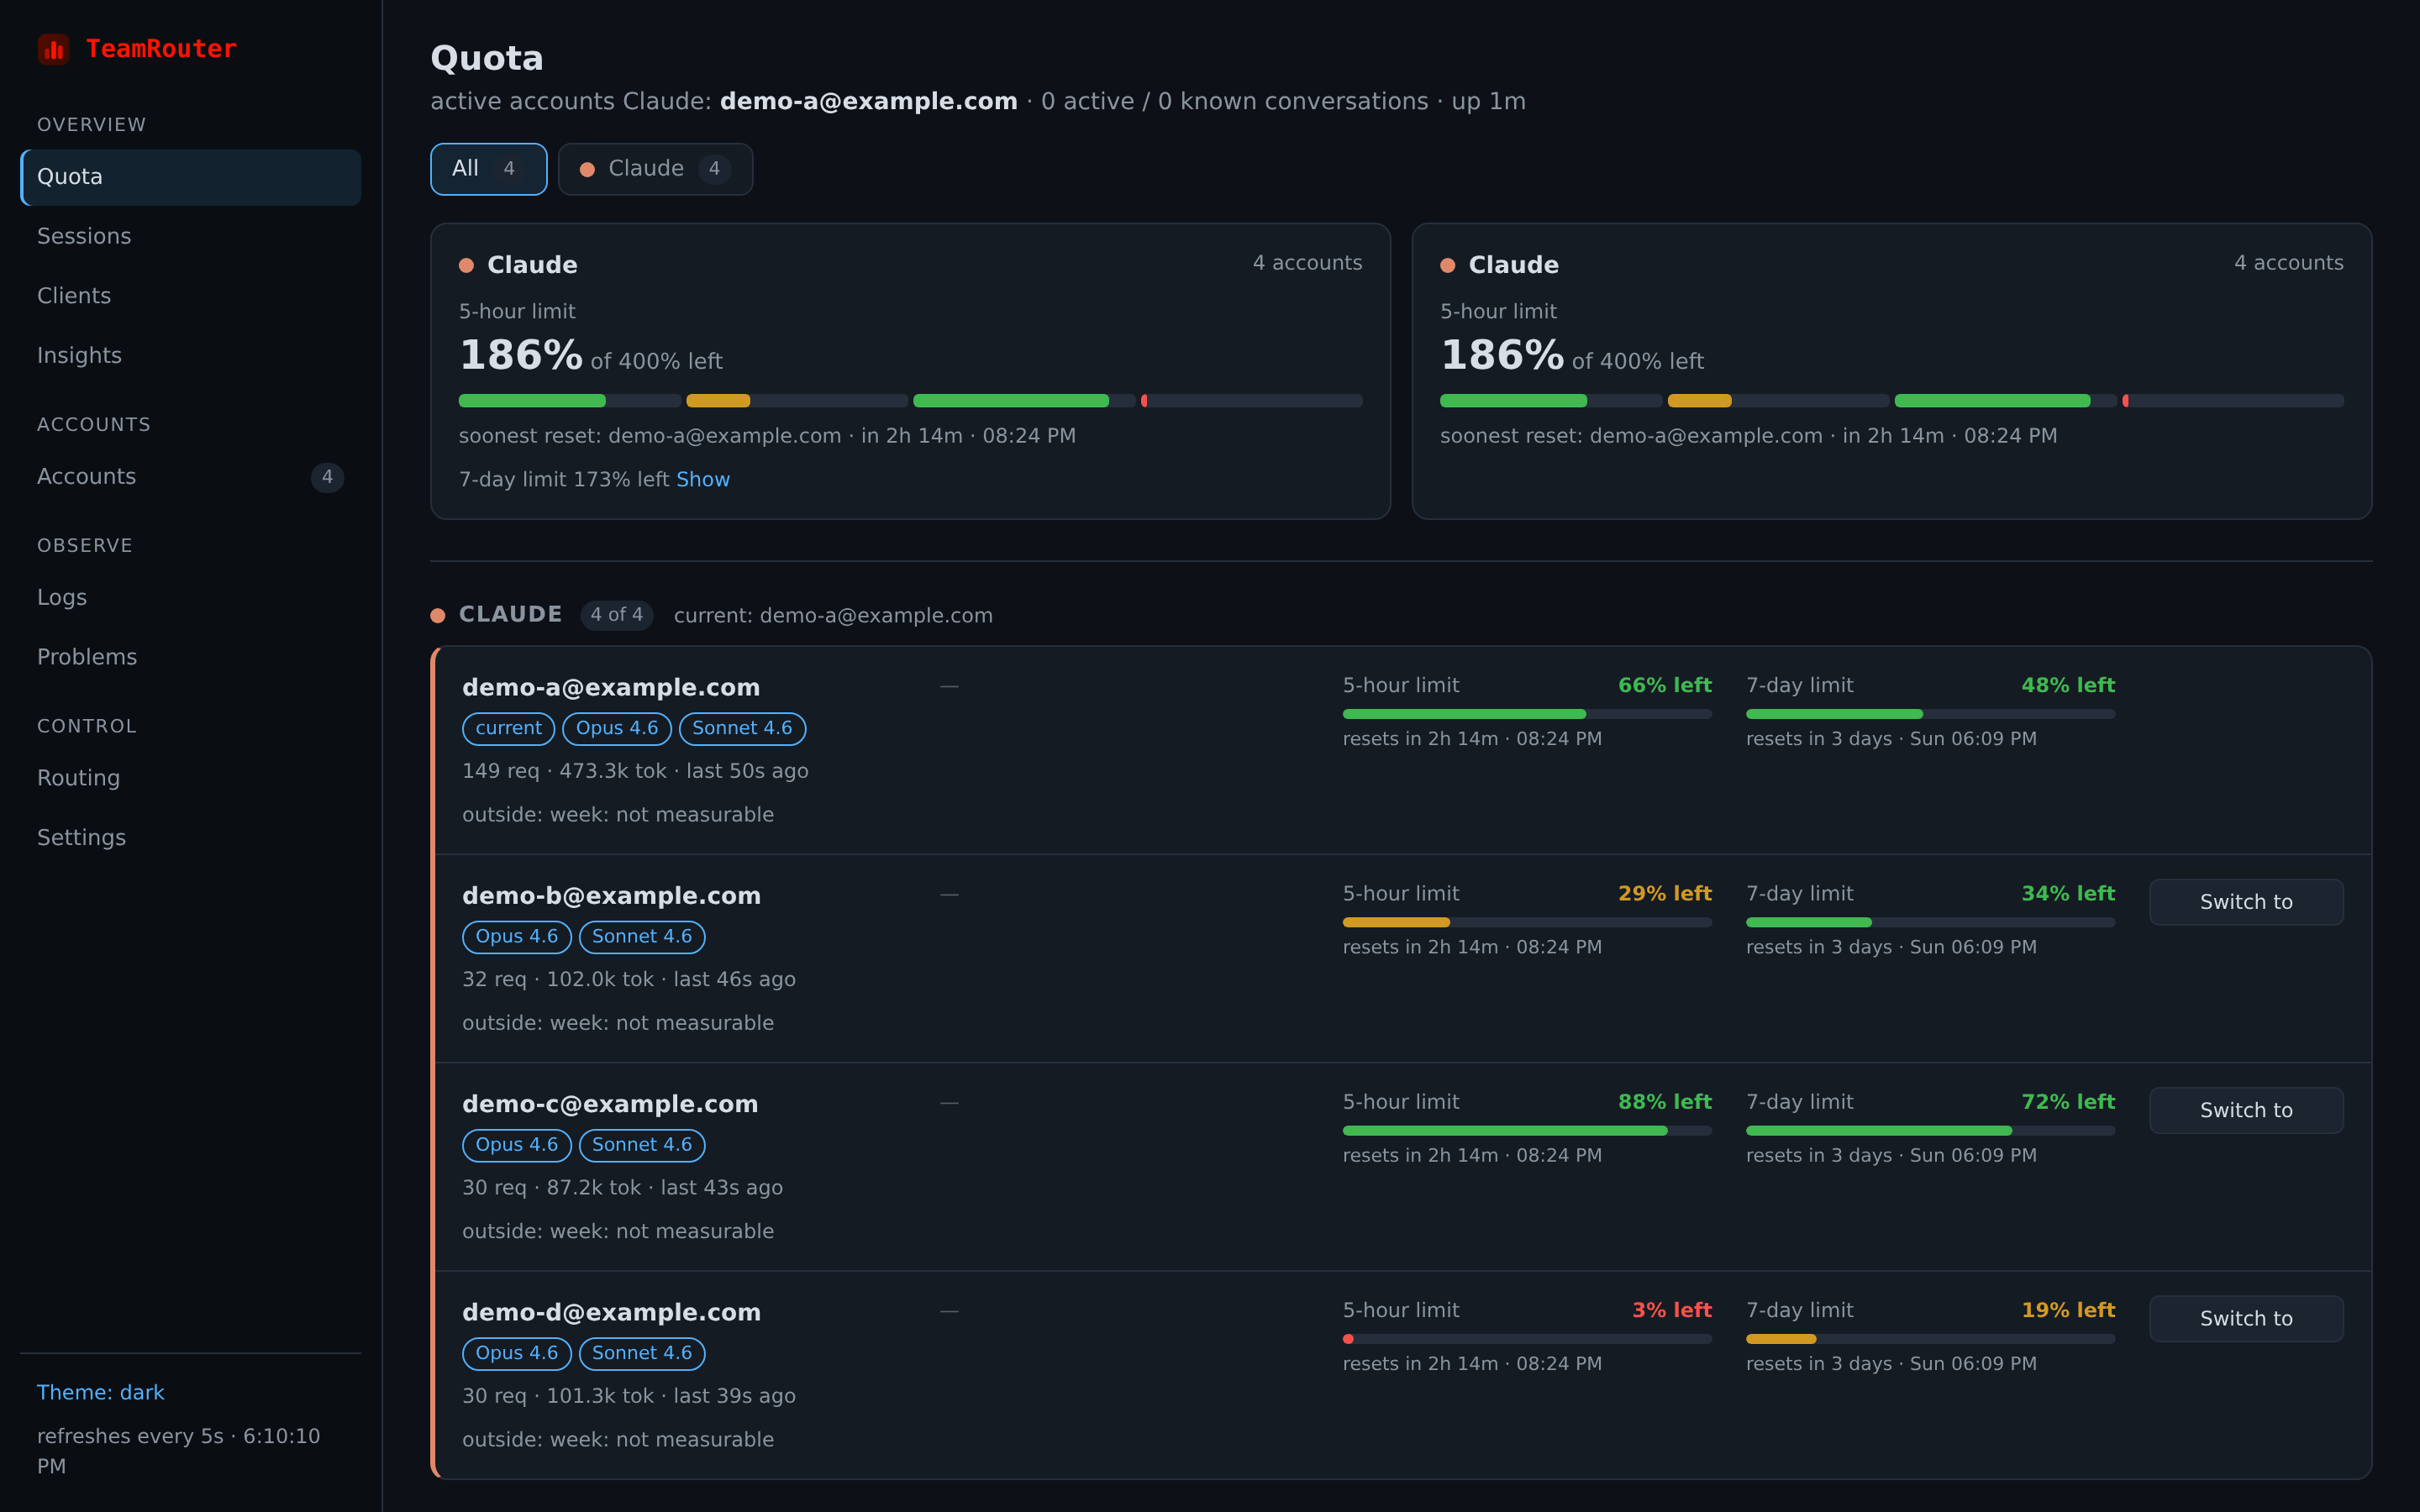 TeamRouter
OVERVIEW
Quota
Sessions
Clients
Insights
ACCOUNTS
Accounts 4
OBSERVE
Logs
Problems
CONTROL
Routing
Settings
Theme: dark
refreshes every 5s · 6:10:10
PM
Quota
active accounts Claude: demo-a@example.com · 0 active / 0 known conversations · up 1m
All 4 Claude 4
Claude 4 accounts
5-hour limit
186% of 400% left
soonest reset: demo-a@example.com · in 2h 14m · 08:24 PM
7-day limit 173% left Show
Claude 4 accounts
5-hour limit
186% of 400% left
soonest reset: demo-a@example.com · in 2h 14m · 08:24 PM
CLAUDE 4 of 4 current: demo-a@example.com
demo-a@example.com — 5-hour limit 66% left 7-day limit 48% left
current Opus 4.6 Sonnet 4.6
resets in 2h 14m · 08:24 PM resets in 3 days · Sun 06:09 PM
149 req · 473.3k tok · last 50s ago
outside: week: not measurable
demo-b@example.com — 5-hour limit 29% left 7-day limit 34% left Switch to
Opus 4.6 Sonnet 4.6
resets in 2h 14m · 08:24 PM resets in 3 days · Sun 06:09 PM
32 req · 102.0k tok · last 46s ago
outside: week: not measurable
demo-c@example.com — 5-hour limit 88% left 7-day limit 72% left Switch to
Opus 4.6 Sonnet 4.6
resets in 2h 14m · 08:24 PM resets in 3 days · Sun 06:09 PM
30 req · 87.2k tok · last 43s ago
outside: week: not measurable
demo-d@example.com — 5-hour limit 3% left 7-day limit 19% left Switch to
Opus 4.6 Sonnet 4.6
resets in 2h 14m · 08:24 PM resets in 3 days · Sun 06:09 PM
30 req · 101.3k tok · last 39s ago
outside: week: not measurable